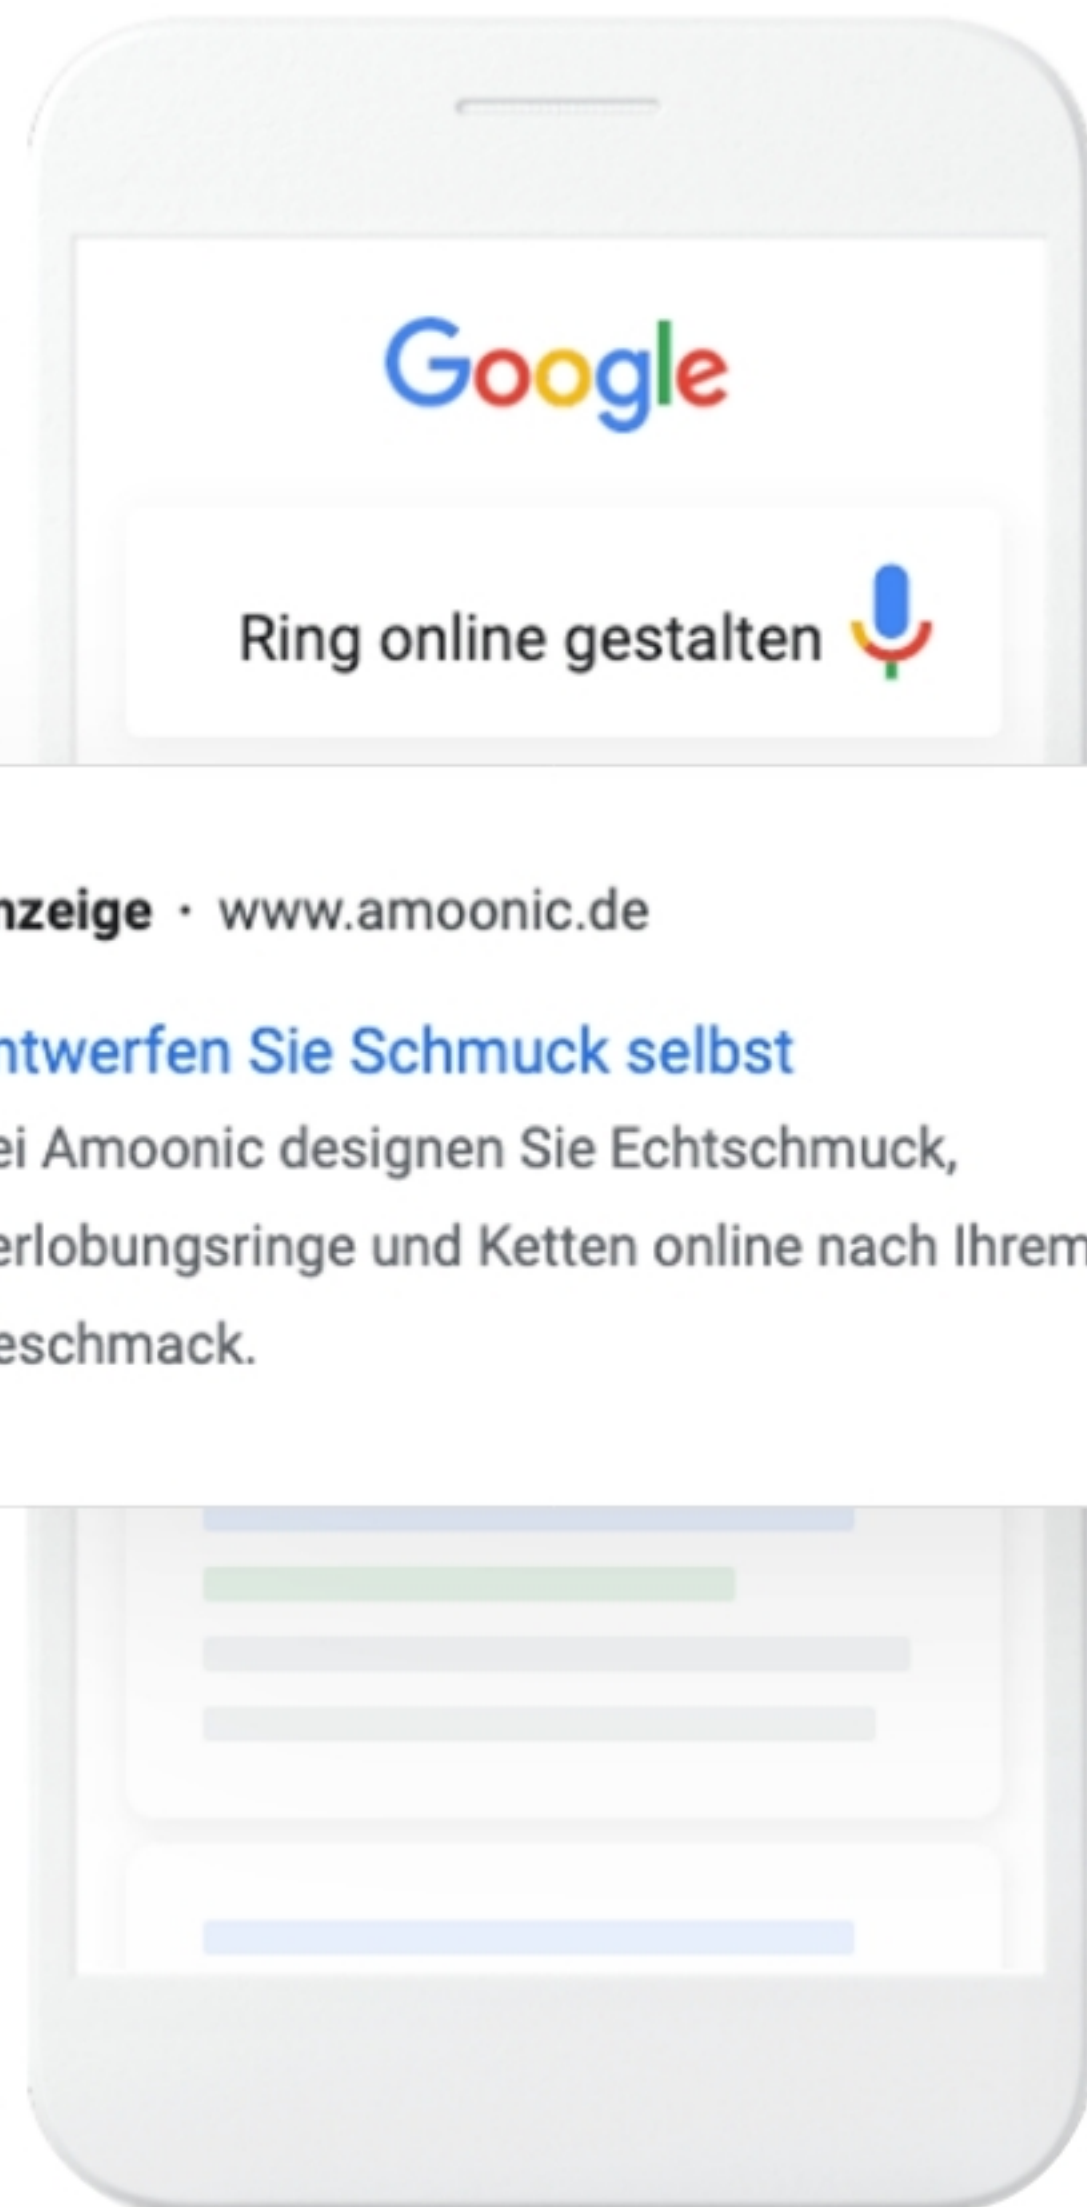 Google
Ring online gestalten
nzeige · www.amoonic.de
ntwerfen Sie Schmuck selbst
ei Amoonic designen Sie Echtschmuck,
erlobungsringe und Ketten online nach Ihrem
eschmack.